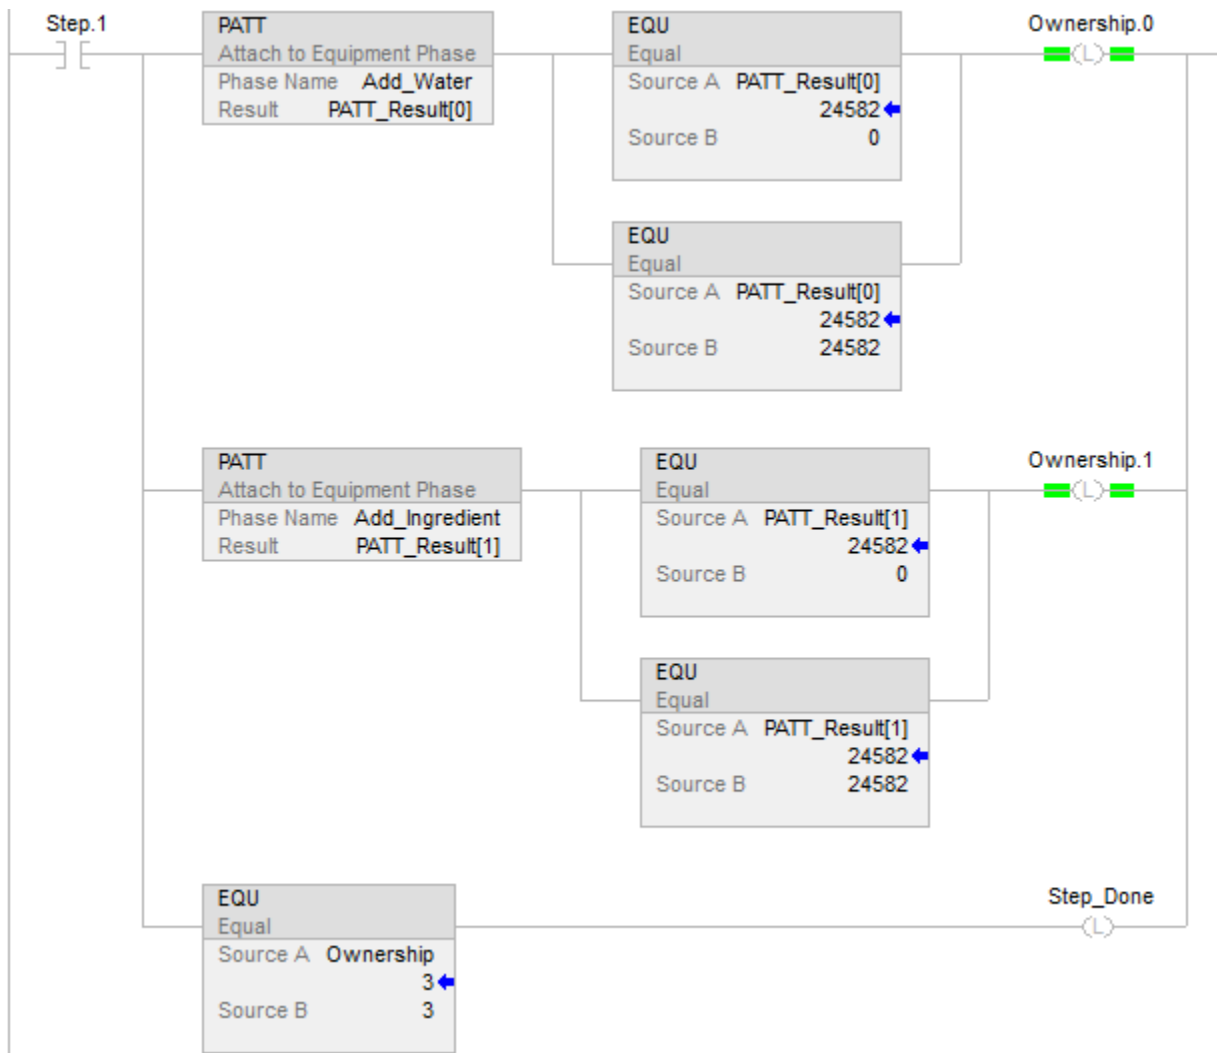 Step.1
PATT
Attach to Equipment Phase
Phase Name Add_Water
Result PATT_Result[0]
EQU
Equal
Source A PATT_Result[0]
24582
Source B 0
Ownership.0
(L)
EQU
Equal
Source A PATT_Result[0]
24582
Source B 24582
PATT
Attach to Equipment Phase
Phase Name Add_Ingredient
Result PATT_Result[1]
EQU
Equal
Source A PATT_Result[1]
24582
Source B 0
Ownership.1
(L)
EQU
Equal
Source A PATT_Result[1]
24582
Source B 24582
EQU
Equal
Source A Ownership
3
Source B 3
Step_Done
(L)